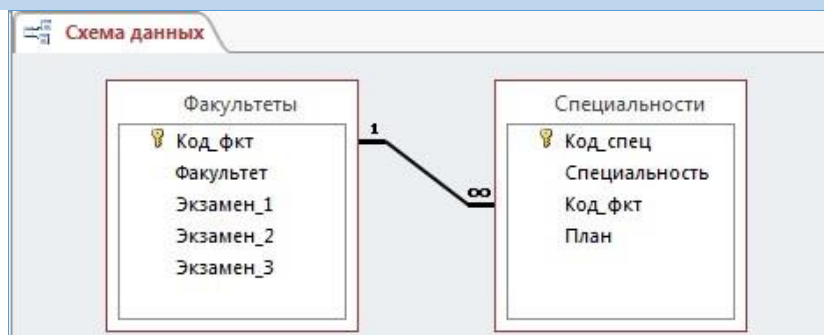 Схема данных
Факультеты
Код_фкт
Факультет
Экзамен_1
Экзамен_2
Экзамен_3
1
∞
Специальности
Код_спец
Специальность
Код_фкт
План